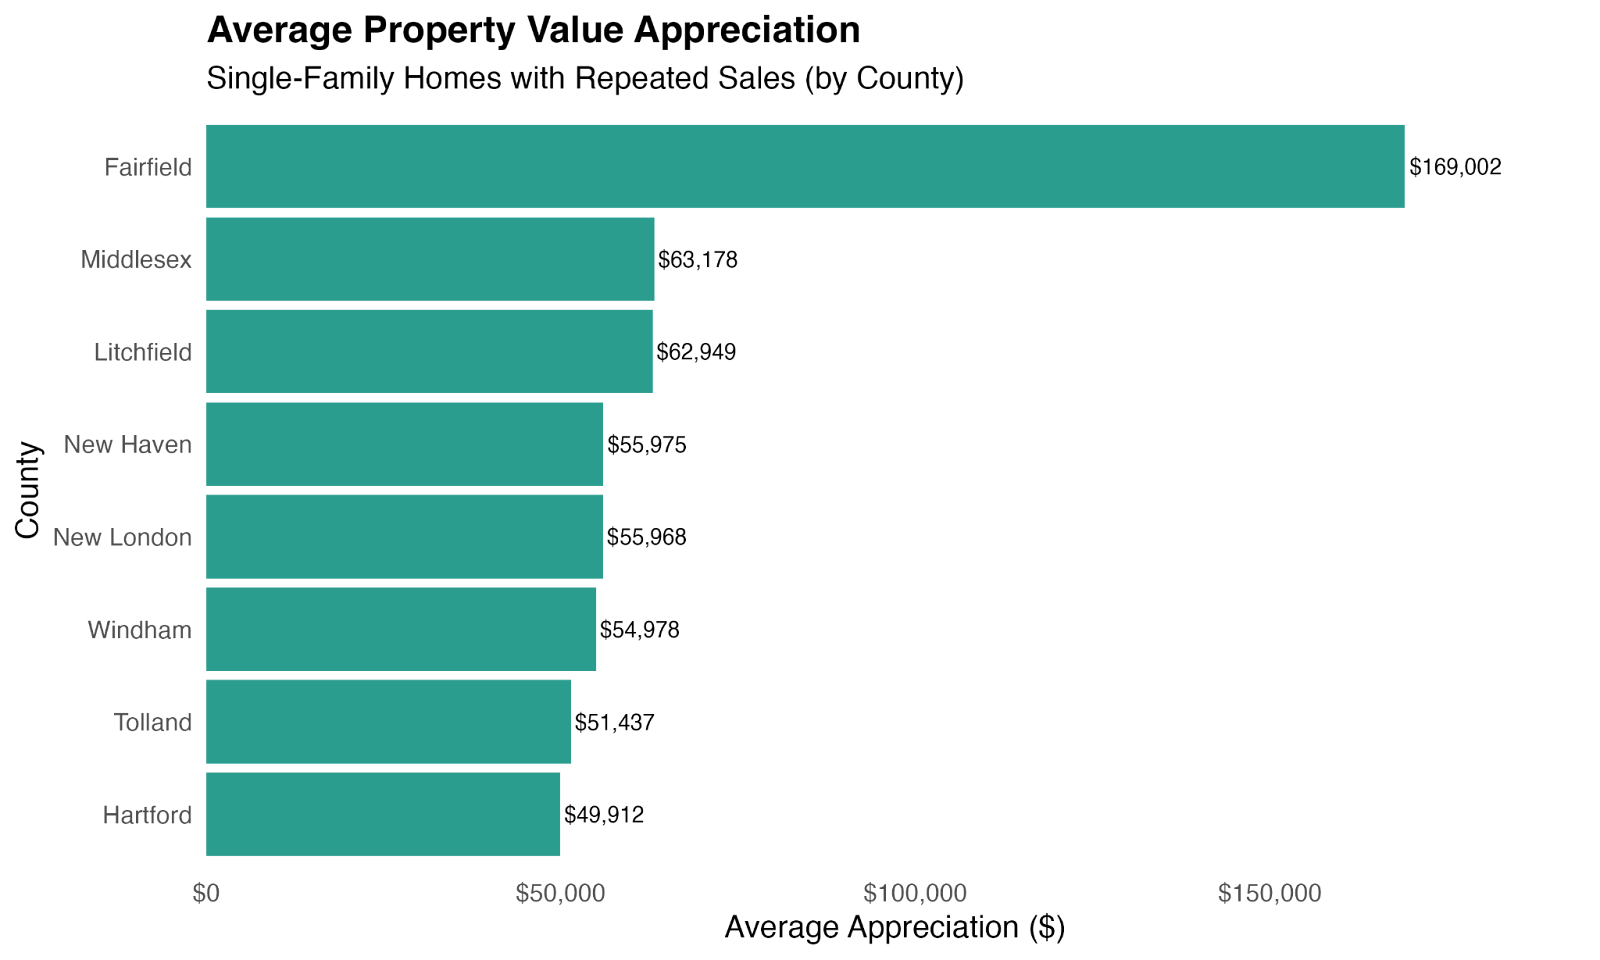 Average Property Value Appreciation
Single-Family Homes with Repeated Sales (by County)
Fairfield
$169,002
Middlesex
$63,178
Litchfield
$62,949
New Haven
$55,975
New London
$55,968
Windham
$54,978
Tolland
$51,437
Hartford
$49,912
County
$0
$50,000
$100,000
$150,000
Average Appreciation ($)